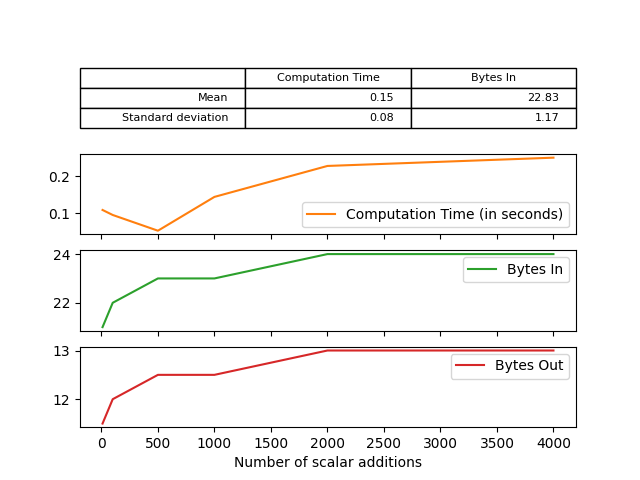 Computation Time Bytes In
Mean 0.15 22.83
Standard deviation 0.08 1.17
0.2
0.1
Computation Time (in seconds)
24
22
Bytes In
13
12
Bytes Out
0 500 1000 1500 2000 2500 3000 3500 4000
Number of scalar additions